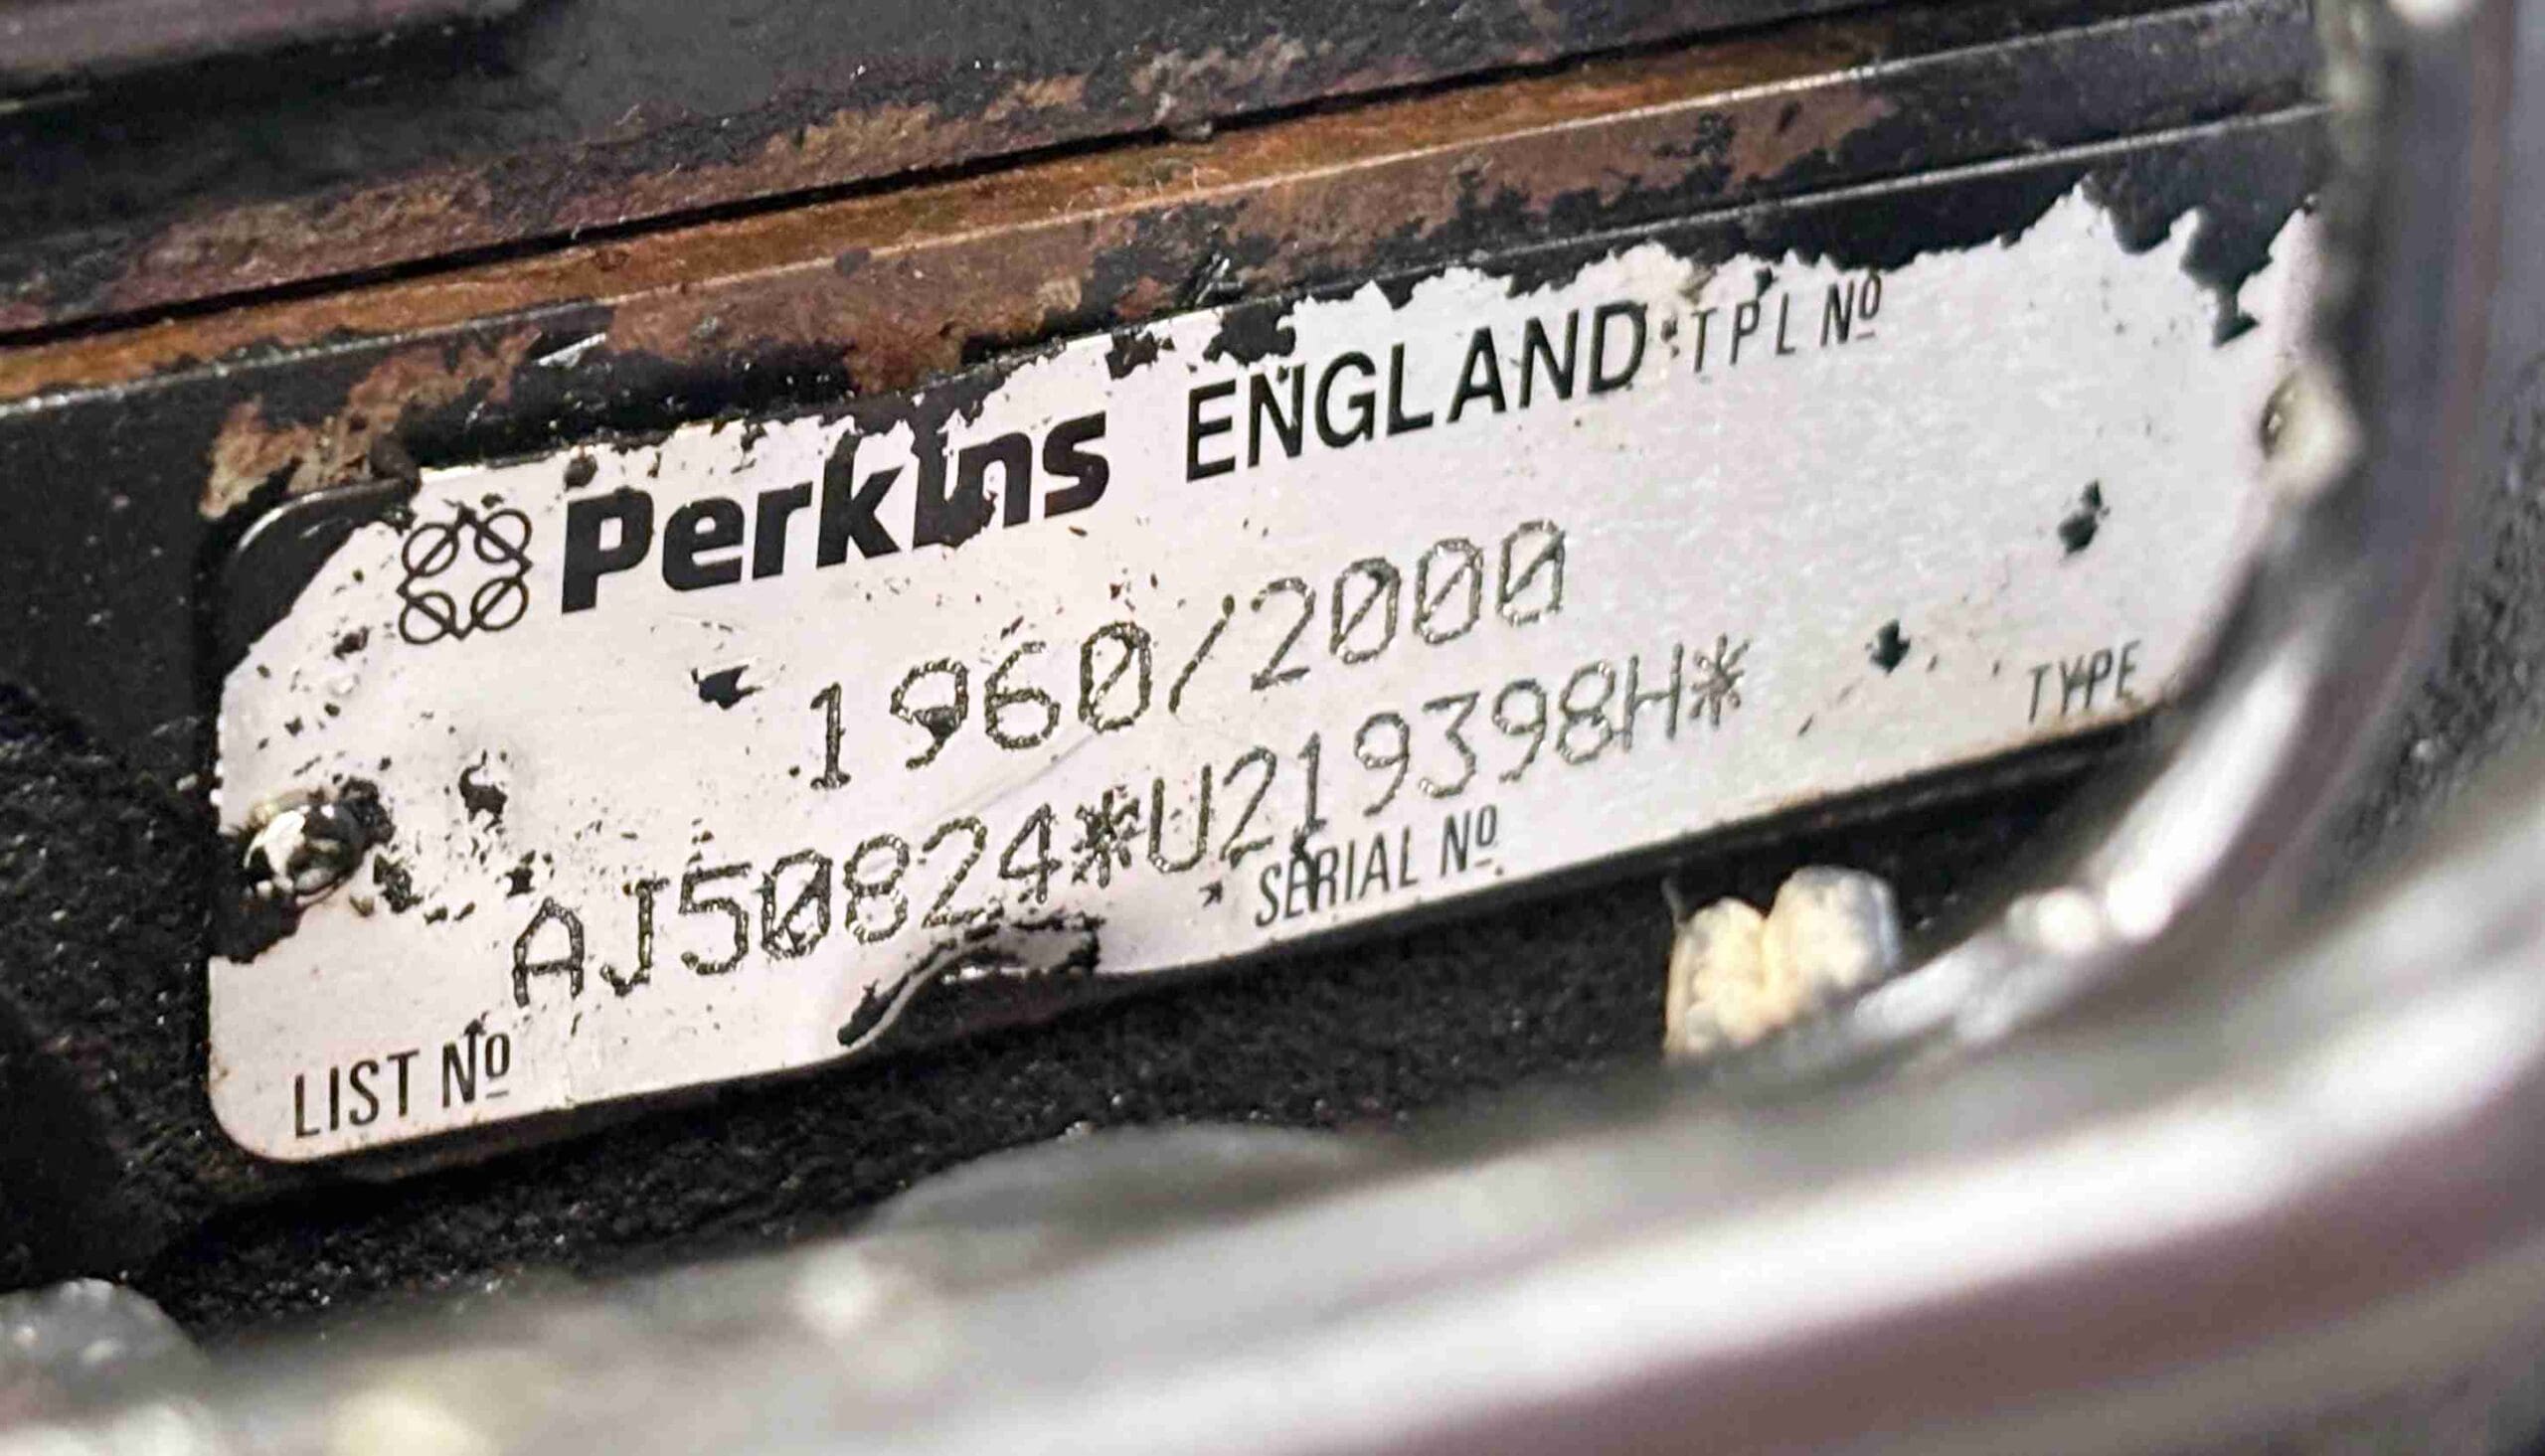 Perkins ENGLAND TPL Nº
1960/2000
AJ50824*U219398H*
LIST Nº SERIAL Nº. TYPE